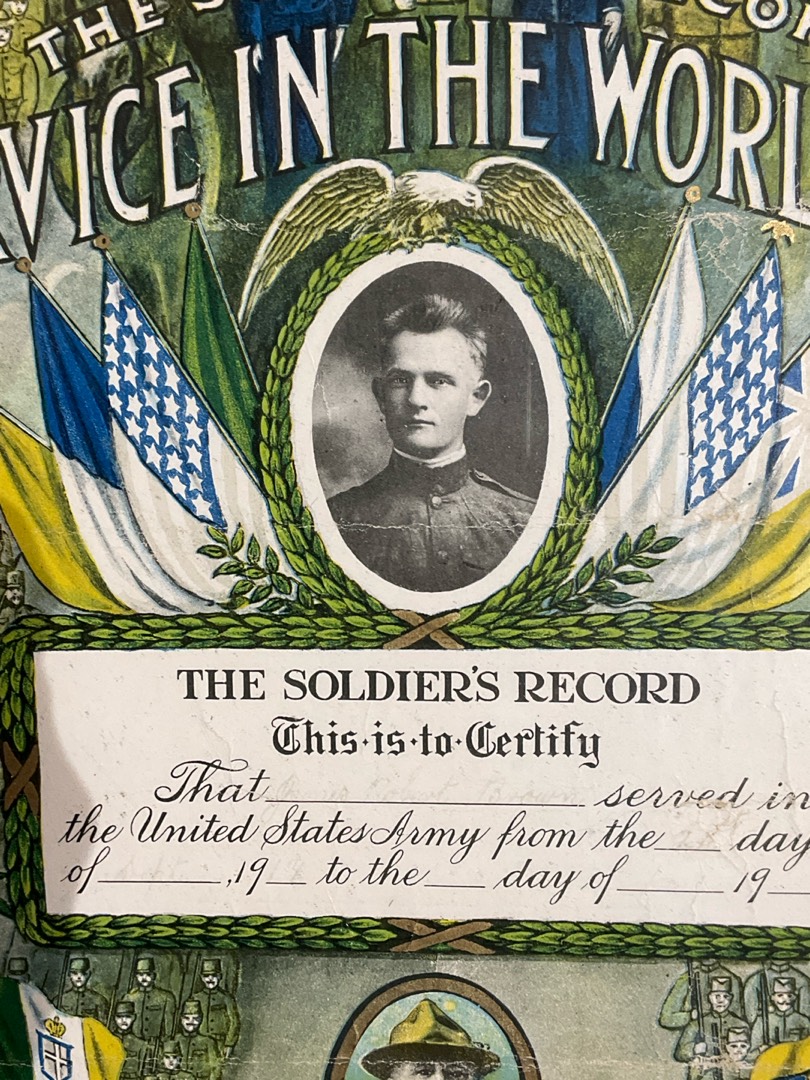 THE S
VICE 'IN' THE WORL
THE SOLDIER'S RECORD
This·is·to·Certify
That served in
the United States Army from the day
of ,19 to the day of 19